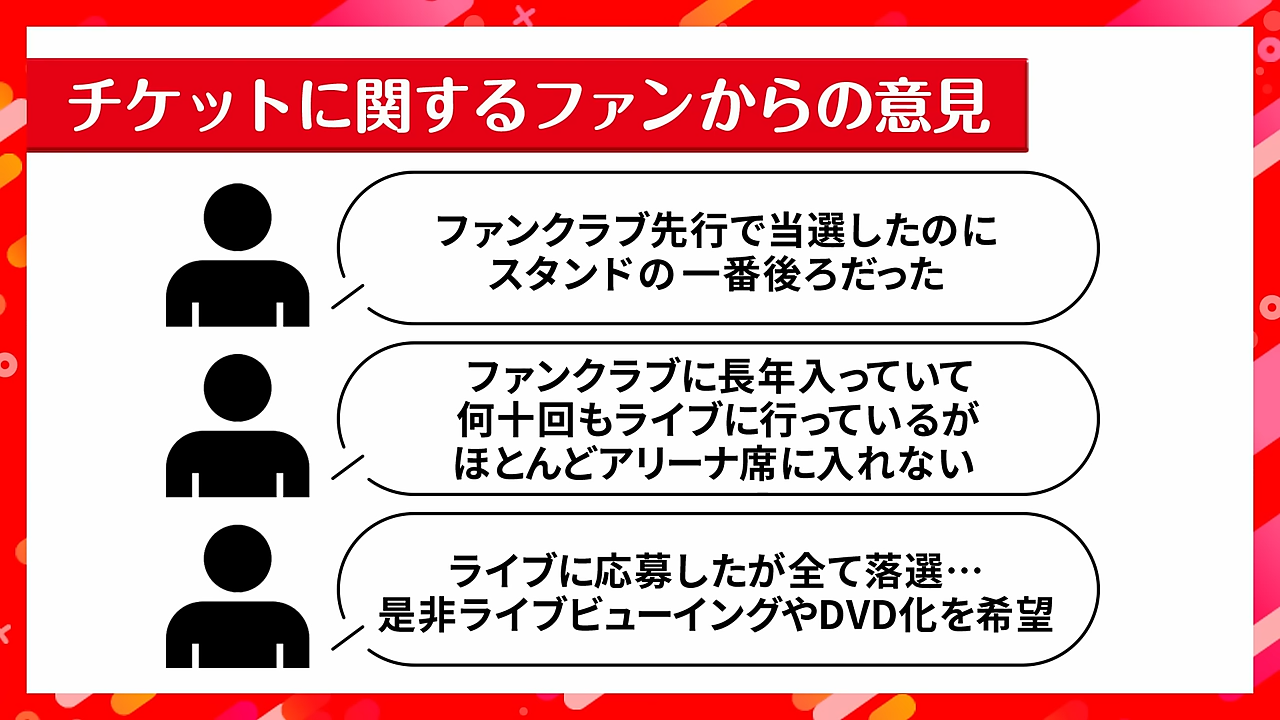 チケットに関するファンからの意見
ファンクラブ先行で当選したのに
スタンドの一番後ろだった
ファンクラブに長年入っていて
何十回もライブに行っているが
ほとんどアリーナ席に入れない
ライブに応募したが全て落選…
是非ライブビューイングやDVD化を希望